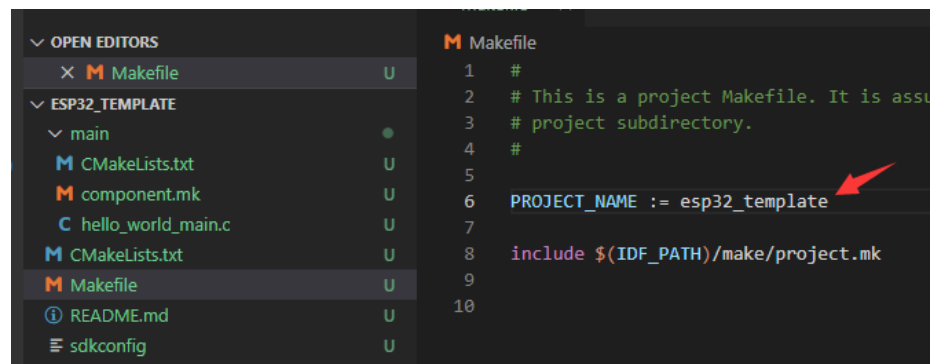 OPEN EDITORS
Makefile U
ESP32_TEMPLATE
main
CMakeLists.txt U
component.mk U
hello_world_main.c U
CMakeLists.txt U
Makefile U
README.md U
sdkconfig U
Makefile
1 #
2 # This is a project Makefile. It is assu
3 # project subdirectory.
4 #
5
6 PROJECT_NAME := esp32_template
7
8 include $(IDF_PATH)/make/project.mk
9
10